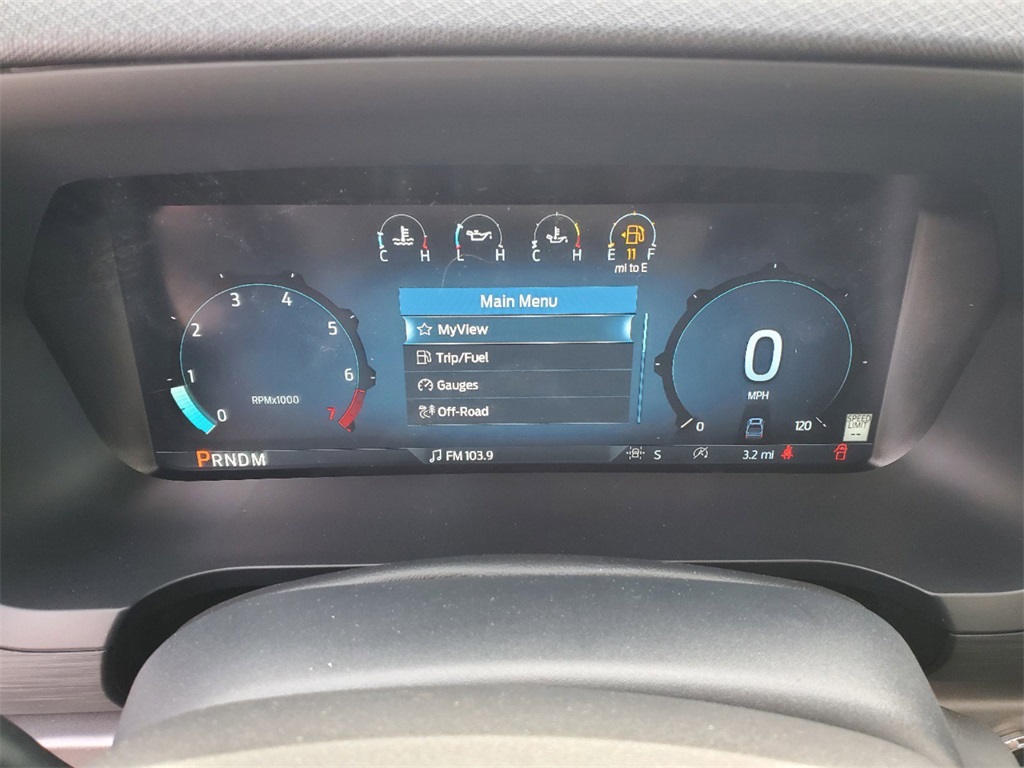 C H
L H
C H
E 11 F
mi to E
Main Menu
MyView
Trip/Fuel
Gauges
Off-Road
0
1
2
3
4
5
6
7
RPMx1000
0
MPH
0
120
SPEED
LIMIT
--
PRNDM
FM 103.9
S
3.2 mi